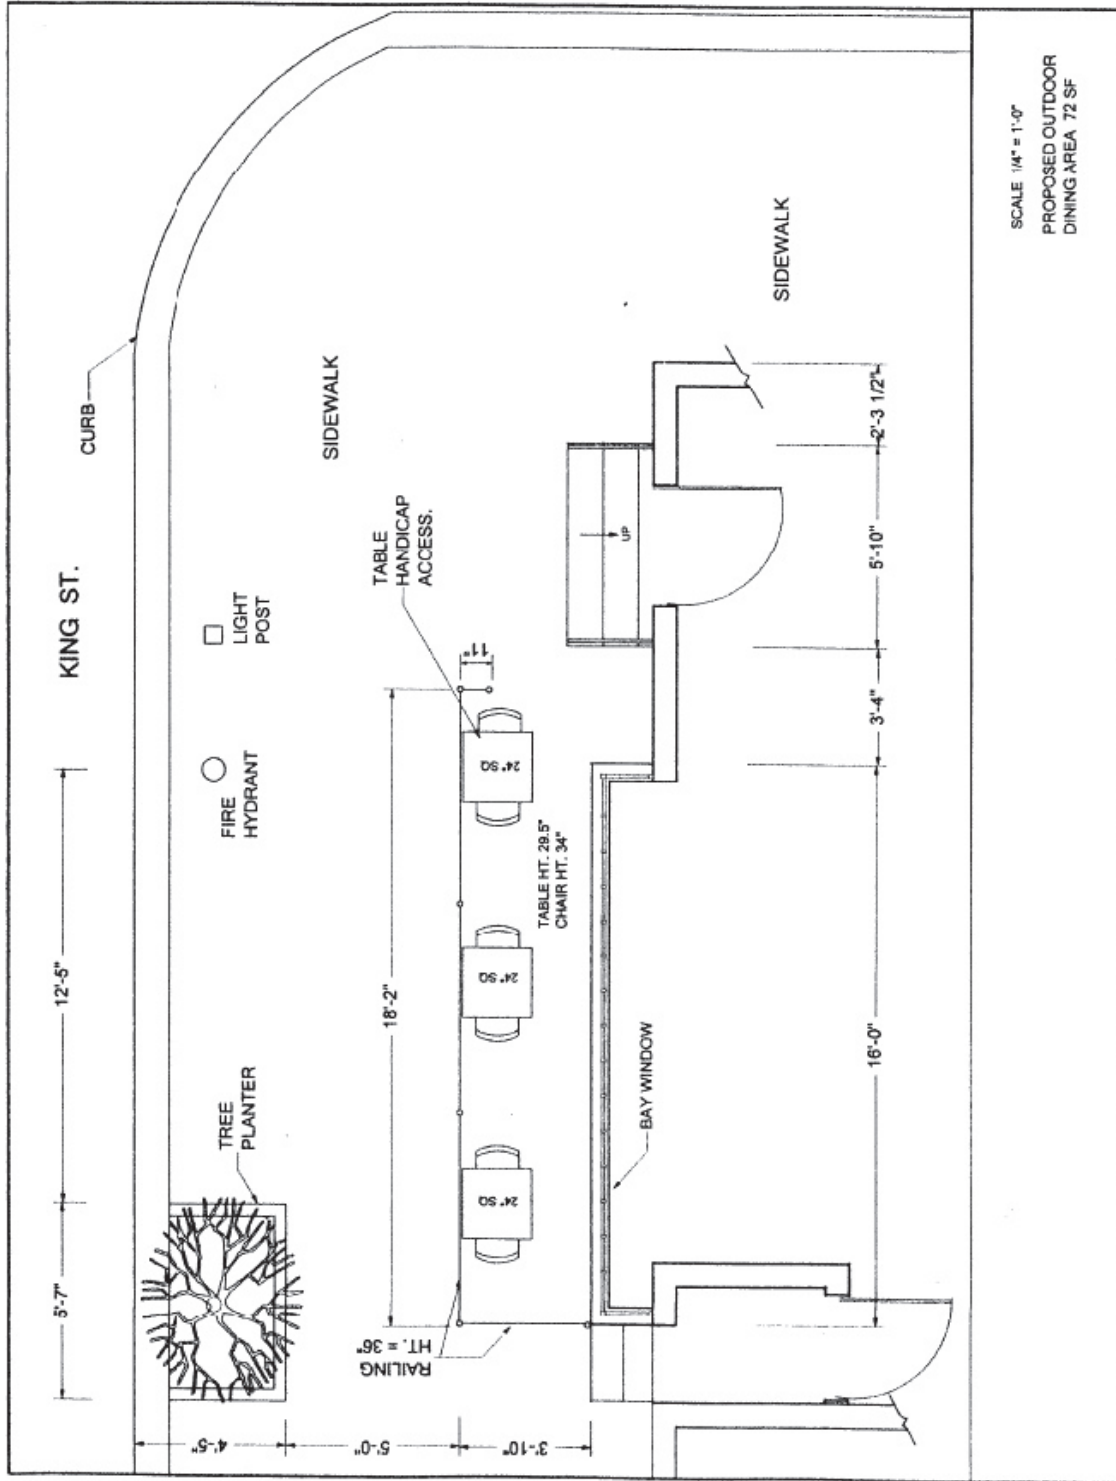 KING ST.
CURB
5'-7"
12'-5"
TREE
PLANTER
FIRE
HYDRANT
LIGHT
POST
SIDEWALK
4'-5"
5'-0"
3'-10"
RAILING
HT. = 36"
18'-2"
TABLE
HANDICAP
ACCESS.
11"
24" SQ
24" SQ
24" SQ
TABLE HT. 29.5"
CHAIR HT. 34"
BAY WINDOW
UP
SIDEWALK
16'-0"
3'-4"
5'-10"
2'-3 1/2"
SCALE 1/4" = 1'-0"
PROPOSED OUTDOOR
DINING AREA 72 SF